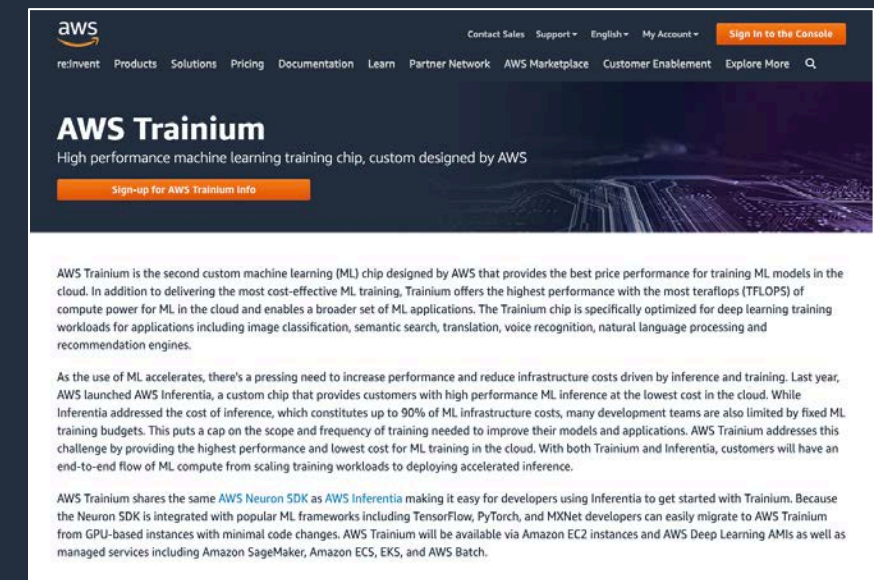 aws
Contact Sales Support English My Account Sign In to the Console
re:Invent Products Solutions Pricing Documentation Learn Partner Network AWS Marketplace Customer Enablement Explore More
AWS Trainium
High performance machine learning training chip, custom designed by AWS
Sign-up for AWS Trainium info
AWS Trainium is the second custom machine learning (ML) chip designed by AWS that provides the best price performance for training ML models in the
cloud. In addition to delivering the most cost-effective ML training, Trainium offers the highest performance with the most teraflops (TFLOPS) of
compute power for ML in the cloud and enables a broader set of ML applications. The Trainium chip is specifically optimized for deep learning training
workloads for applications including image classification, semantic search, translation, voice recognition, natural language processing and
recommendation engines.
As the use of ML accelerates, there's a pressing need to increase performance and reduce infrastructure costs driven by inference and training. Last year,
AWS launched AWS Inferentia, a custom chip that provides customers with high performance ML inference at the lowest cost in the cloud. While
Inferentia addressed the cost of inference, which constitutes up to 90% of ML infrastructure costs, many development teams are also limited by fixed ML
training budgets. This puts a cap on the scope and frequency of training needed to improve their models and applications. AWS Trainium addresses this
challenge by providing the highest performance and lowest cost for ML training in the cloud. With both Trainium and Inferentia, customers will have an
end-to-end flow of ML compute from scaling training workloads to deploying accelerated inference.
AWS Trainium shares the same AWS Neuron SDK as AWS Inferentia making it easy for developers using Inferentia to get started with Trainium. Because
the Neuron SDK is integrated with popular ML frameworks including TensorFlow, PyTorch, and MXNet developers can easily migrate to AWS Trainium
from GPU-based instances with minimal code changes. AWS Trainium will be available via Amazon EC2 instances and AWS Deep Learning AMIs as well as
managed services including Amazon SageMaker, Amazon ECS, EKS, and AWS Batch.